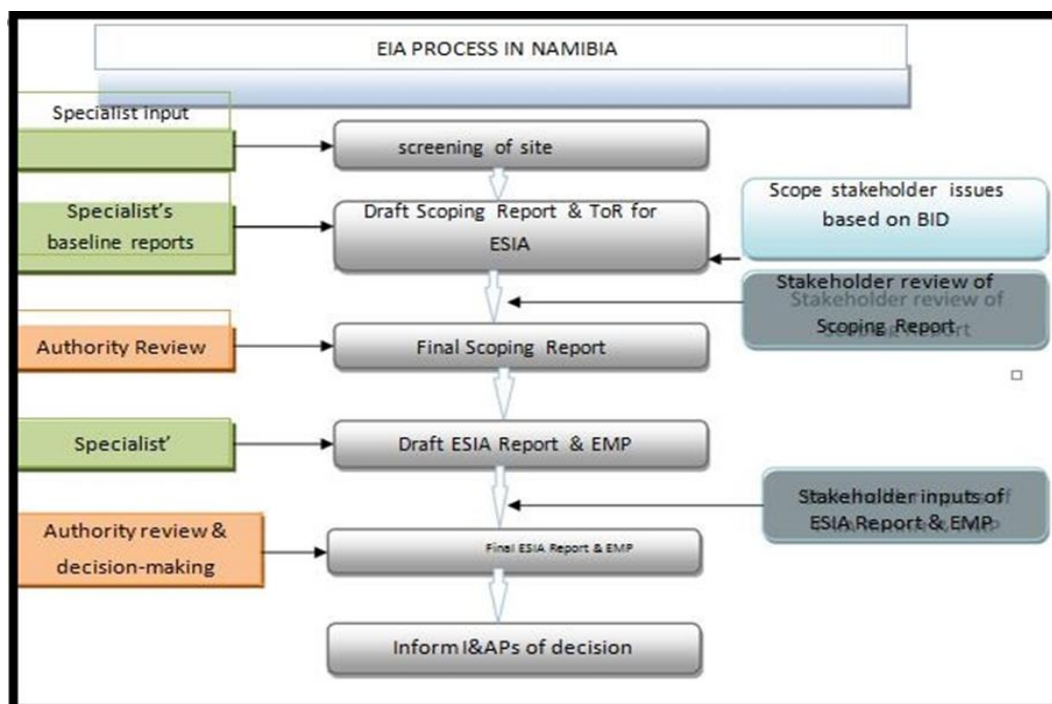 EIA PROCESS IN NAMIBIA
Specialist input
screening of site
Specialist's
baseline reports
Draft Scoping Report & ToR for
ESIA
Scope stakeholder issues
based on BID
Stakeholder review of
Scoping Report
Authority Review
Final Scoping Report
Specialist'
Draft ESIA Report & EMP
Stakeholder inputs of
ESIA Report & EMP
Authority review &
decision-making
Final ESIA Report & EMP
Inform I&APs of decision